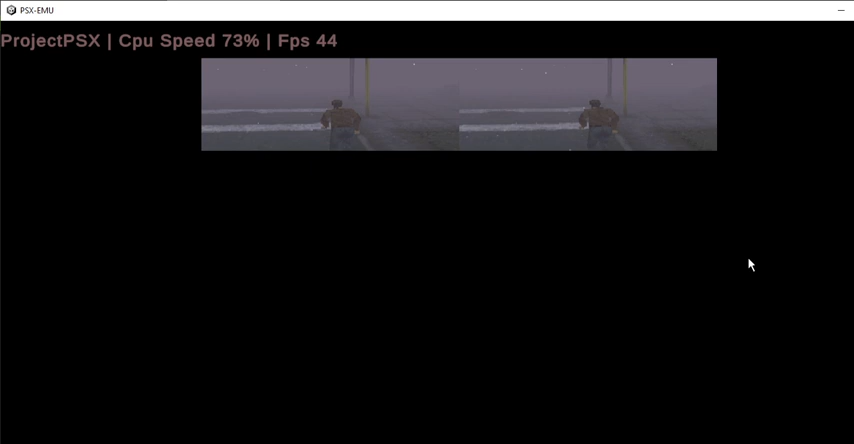 PSX-EMU
ProjectPSX | Cpu Speed 73% | Fps 44